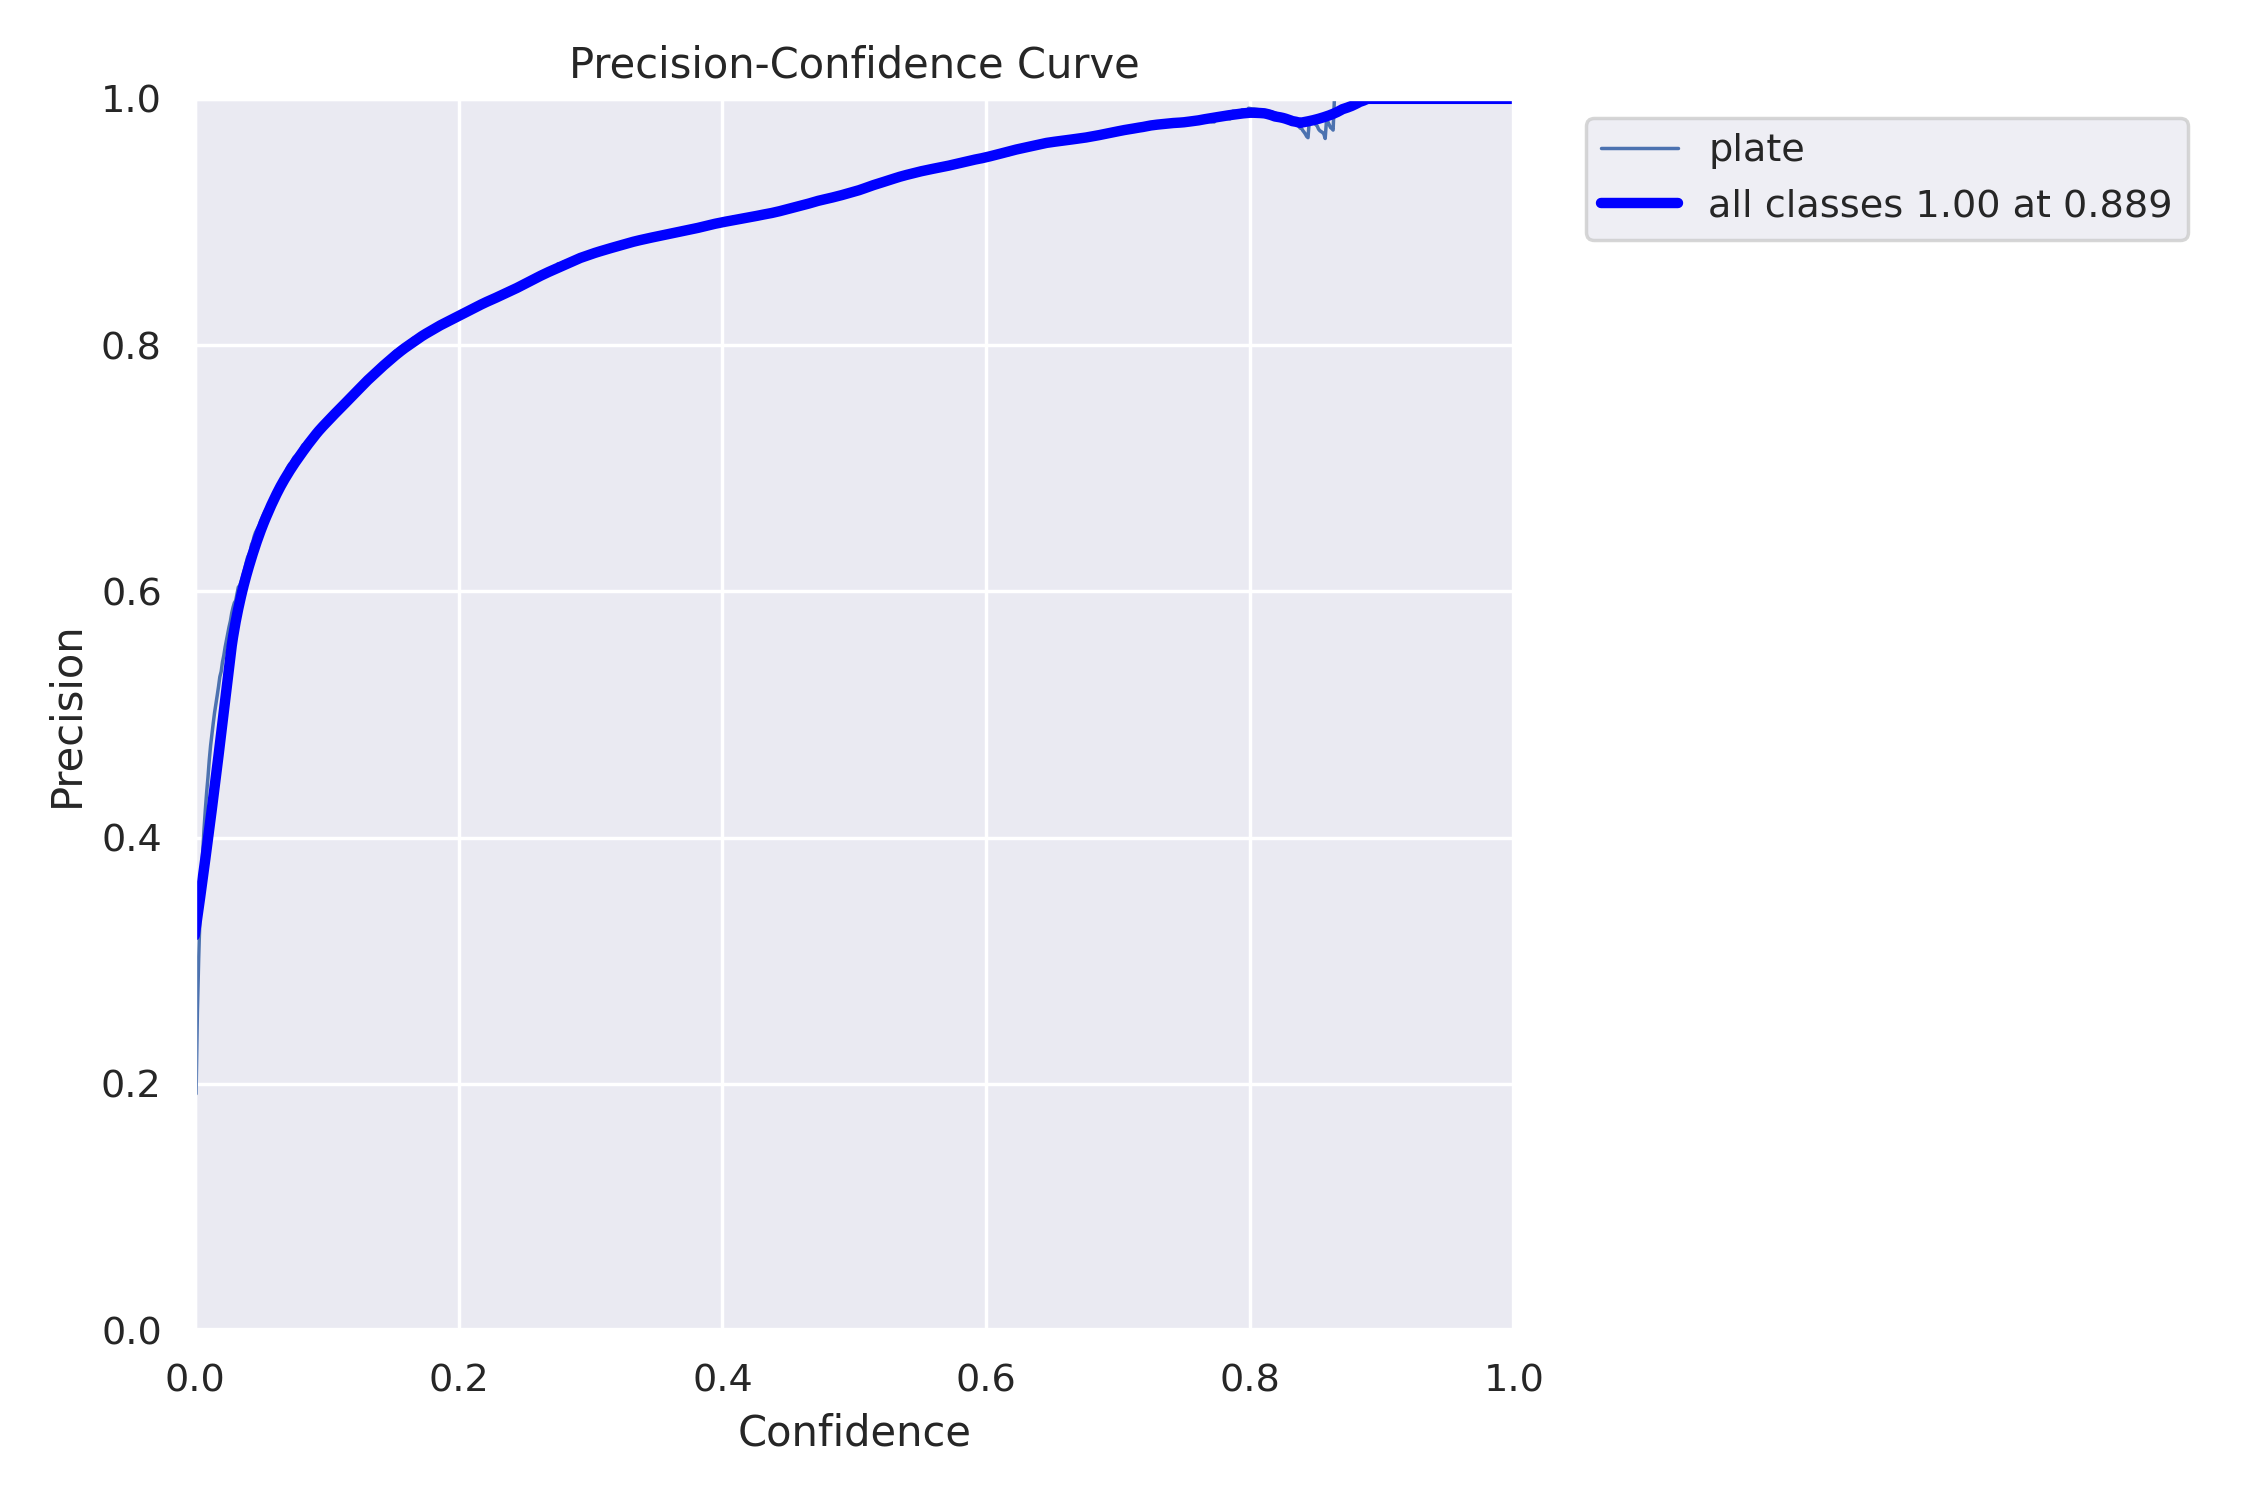 Precision-Confidence Curve
1.0
0.8
0.6
0.4
0.2
0.0
Precision
0.0 0.2 0.4 0.6 0.8 1.0
Confidence
plate
all classes 1.00 at 0.889